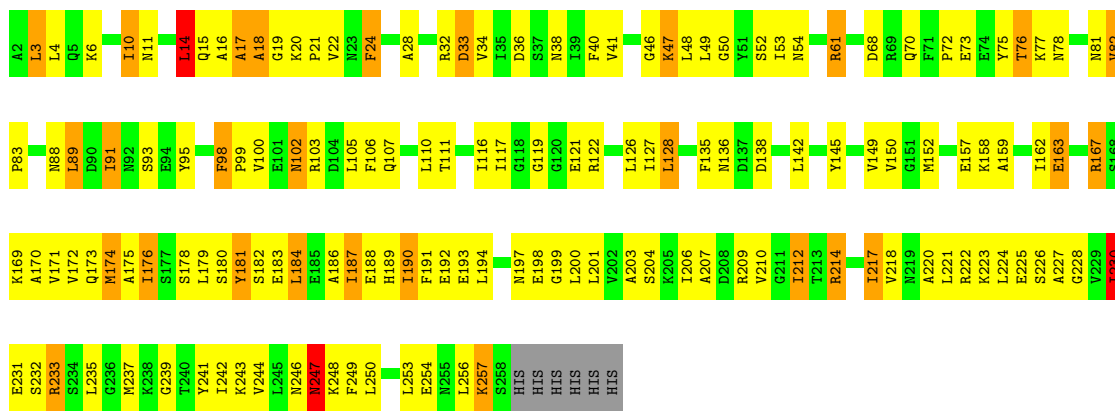 A2 L3 L4 Q5 K6 I10 N11 L14 Q15 A16 A17 A18 G19 K20 P21 V22 N23 F24 A28 R32 D33 V34 I35 D36 S37 N38 I39 F40 V41 G46 K47 L48 L49 G50 Y51 S52 I53 N54 R61 D68 R69 Q70 F71 P72 E73 E74 Y75 T76 K77 N78 N81
P83 N88 L89 D90 I91 N92 S93 E94 Y95 F98 P99 V100 E101 N102 R103 D104 L105 F106 Q107 L110 T111 I116 I117 G118 G119 G120 E121 R122 L126 I127 L128 F135 N136 D137 D138 L142 Y145 V149 V150 G151 M152 E157 K158 A159 I162 E163 R167
K169 A170 V171 V172 Q173 M174 A175 I176 S177 S178 L179 S180 Y181 S182 E183 L184 E185 A186 I187 E188 H189 I190 F191 E192 E193 L194 N197 E198 G199 L200 L201 V202 A203 S204 K205 I206 A207 D208 R209 V210 G211 I212 T213 R214 I217 V218 N219 A220 L221 R222 K223 L224 E225 S226 A227 G228 V229
E231 S232 R233 S234 L235 G236 M237 K238 G239 T240 Y241 I242 K243 V244 L245 N246 N247 K248 F249 L250 L253 E254 N255 L256 K257 S258 HIS HIS HIS HIS HIS HIS